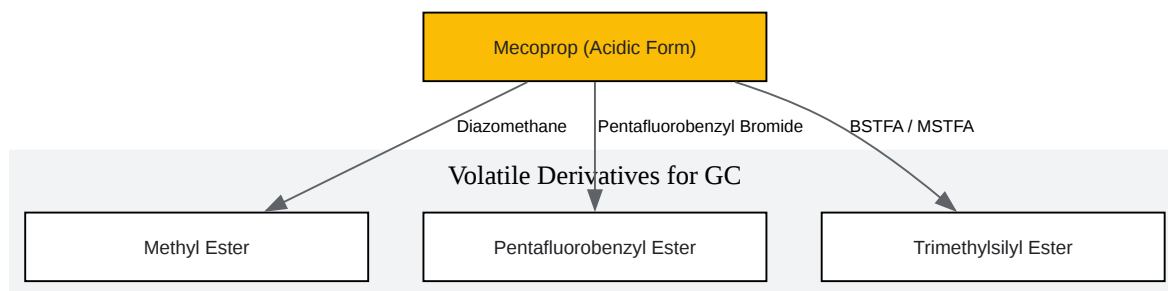 Mecoprop (Acidic Form)
Diazomethane
Pentafluorobenzyl Bromide
BSTFA / MSTFA
Volatile Derivatives for GC
Methyl Ester
Pentafluorobenzyl Ester
Trimethylsilyl Ester